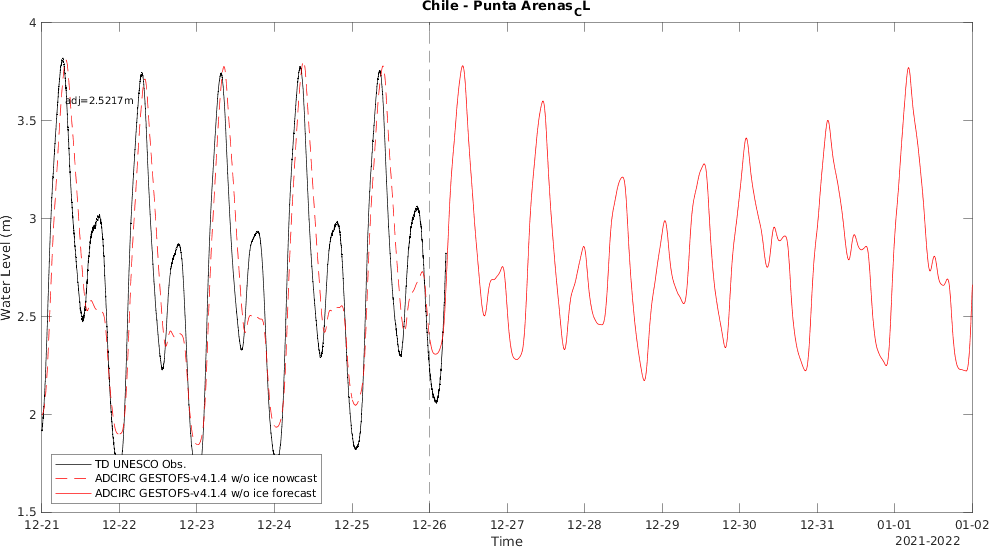 Chile - Punta Arenas_CL
4
3.5
3
2.5
2
1.5
Water Level (m)
adj=2.5217m
TD UNESCO Obs.
ADCIRC GESTOFS-v4.1.4 w/o ice nowcast
ADCIRC GESTOFS-v4.1.4 w/o ice forecast
12-21 12-22 12-23 12-24 12-25 12-26 12-27 12-28 12-29 12-30 12-31 01-01 01-02
Time
2021-2022